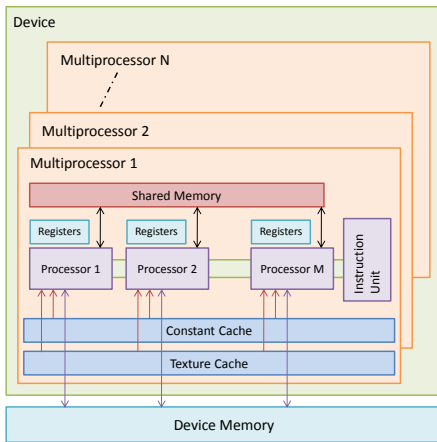 Device
Multiprocessor N
Multiprocessor 2
Multiprocessor 1
Shared Memory
Registers Registers Registers
Processor 1 Processor 2 Processor M
Instruction
Unit
Constant Cache
Texture Cache
Device Memory